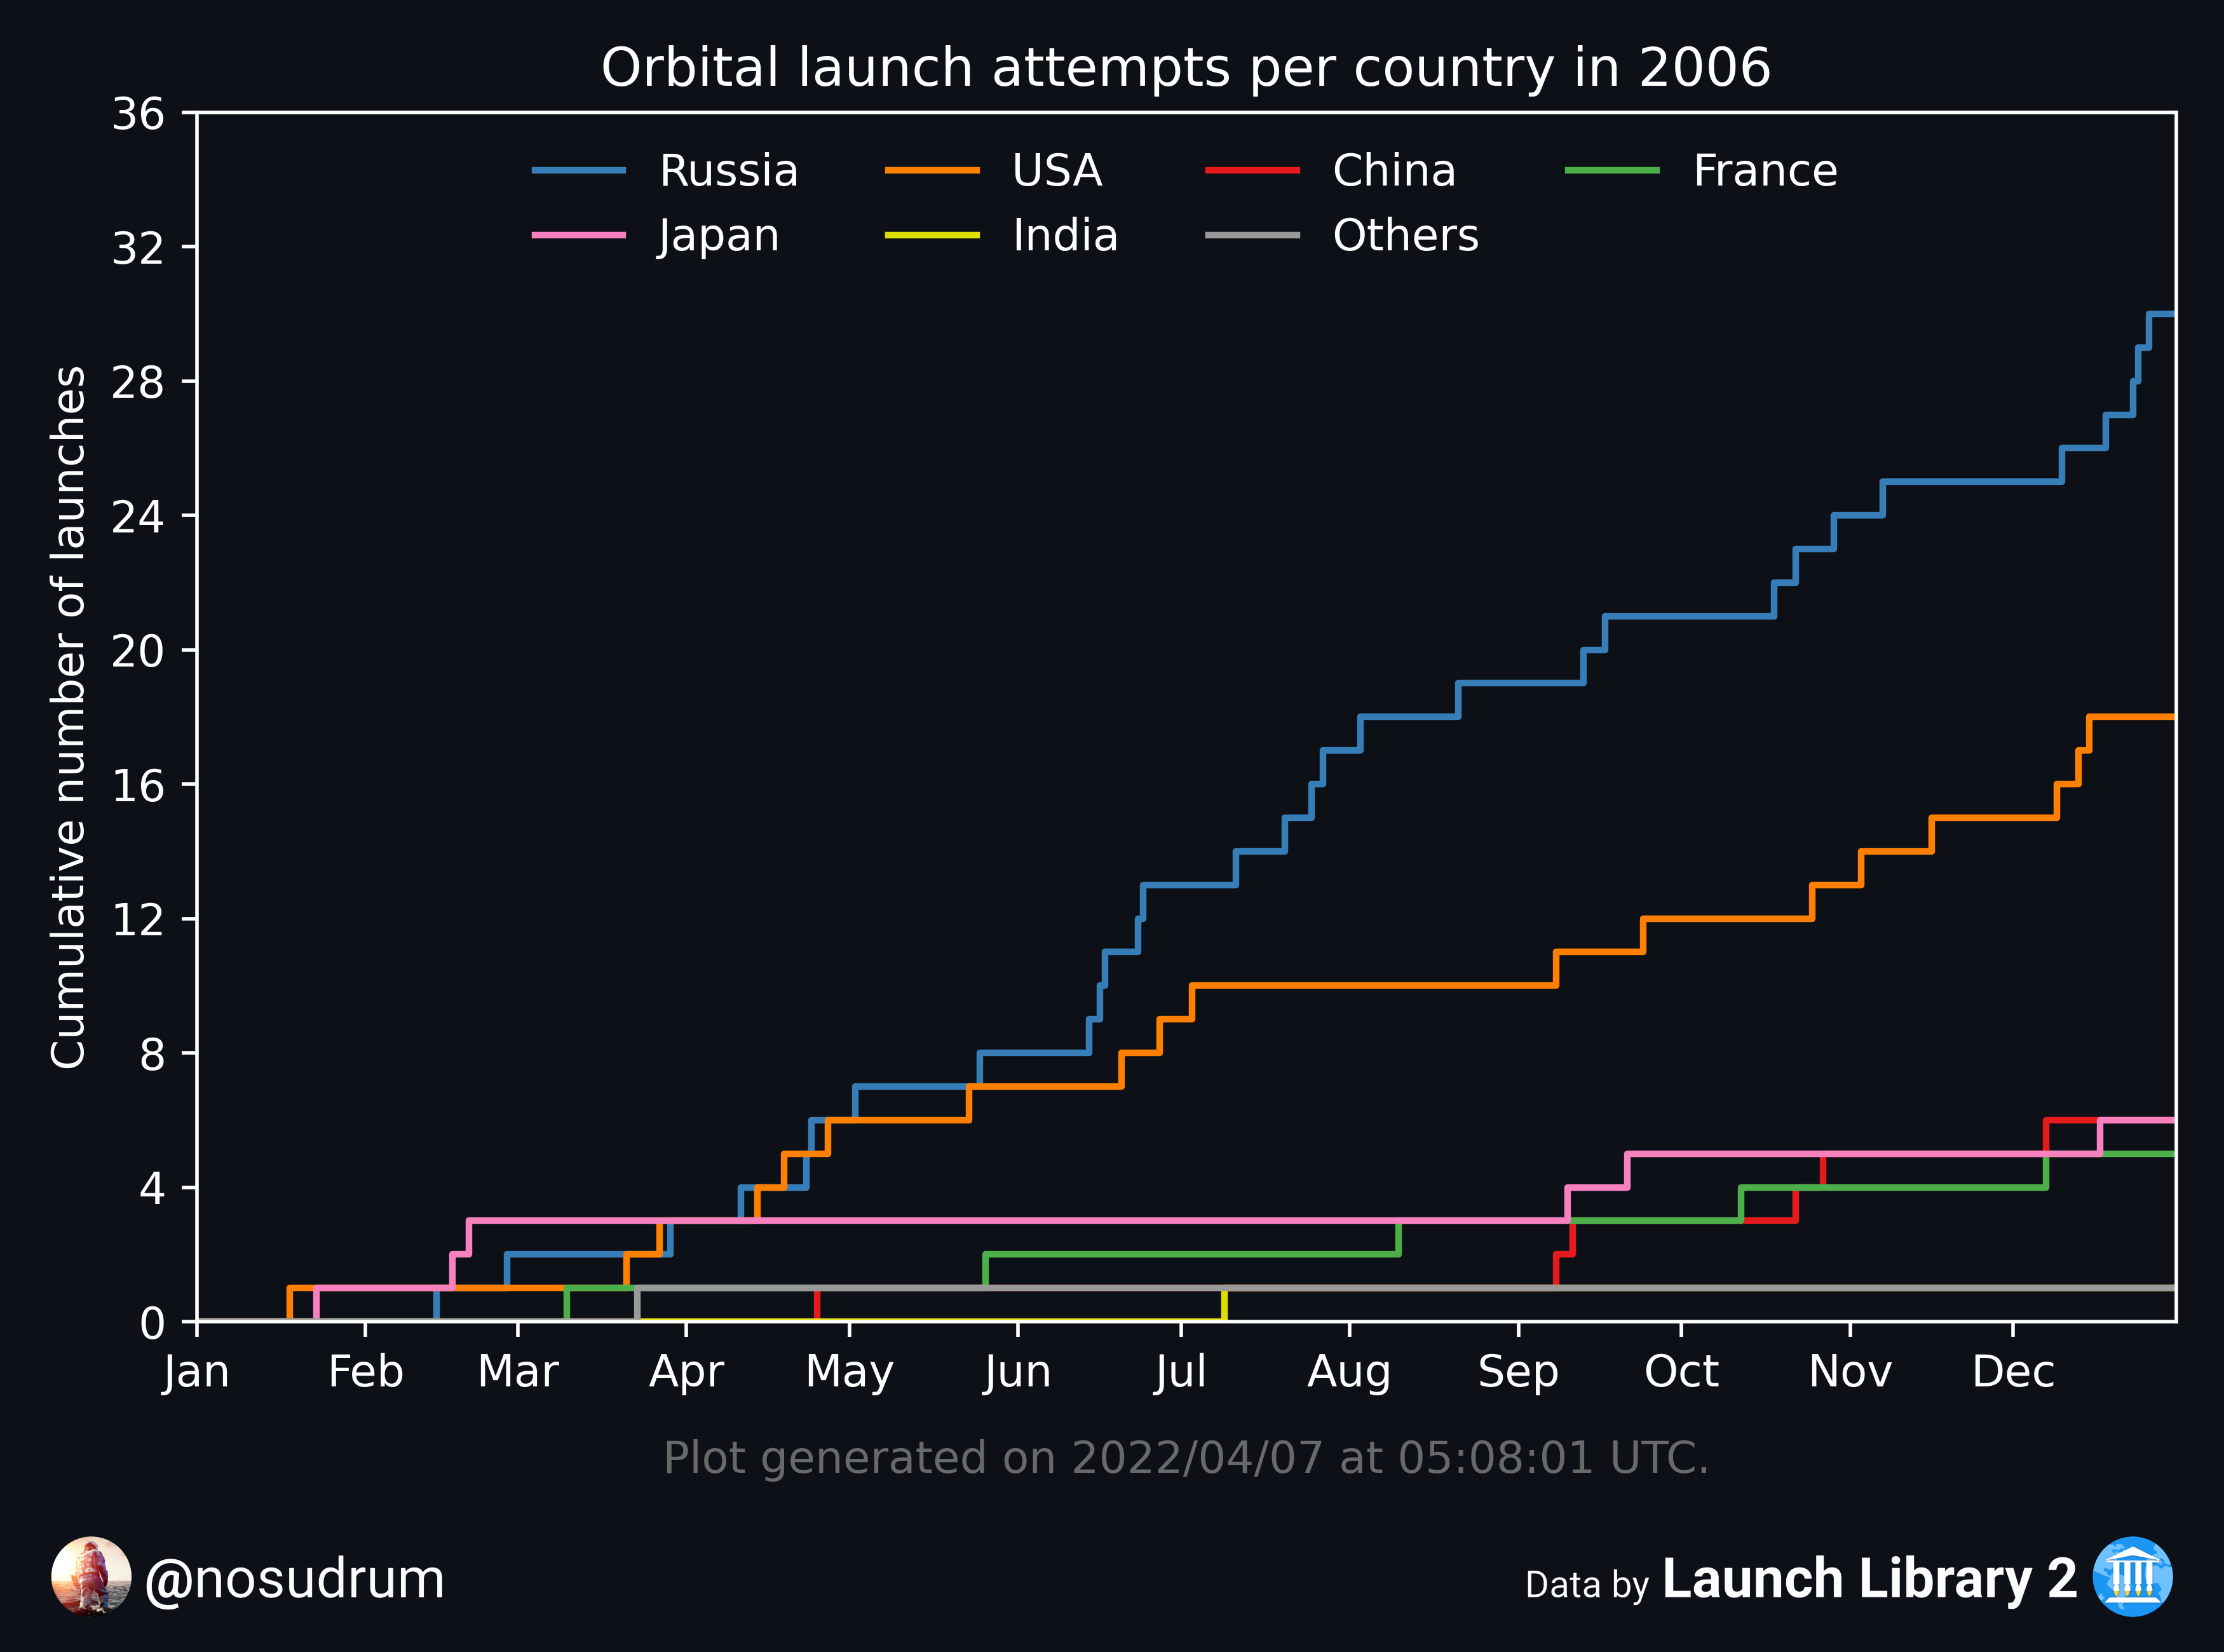 Orbital launch attempts per country in 2006
36
Russia USA China France
Japan India Others
32
28
24
20
16
12
8
4
0
Cumulative number of launches
Jan Feb Mar Apr May Jun Jul Aug Sep Oct Nov Dec
Plot generated on 2022/04/07 at 05:08:01 UTC.
@nosudrum
Data by Launch Library 2